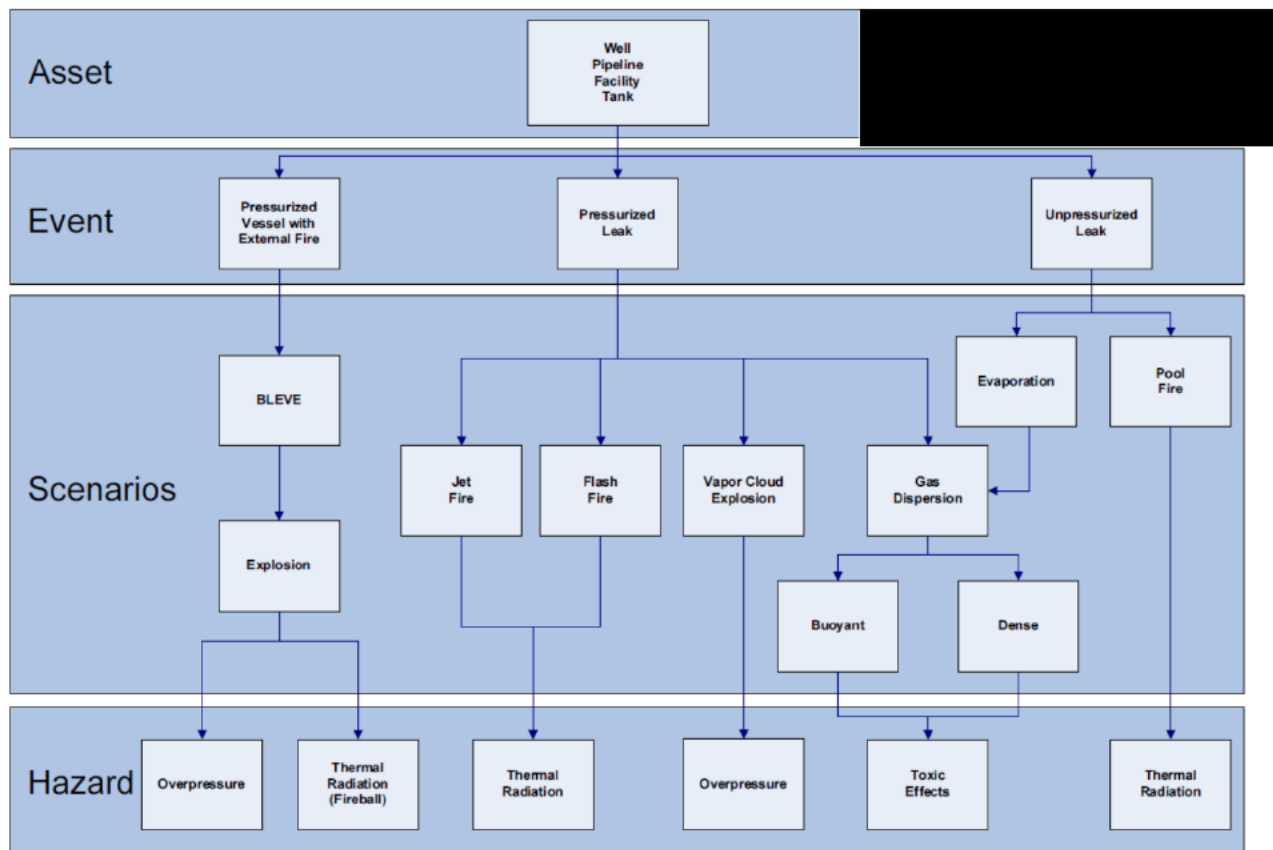 Asset
Well
Pipeline
Facility
Tank
Event
Pressurized
Vessel with
External Fire
Pressurized
Leak
Unpressurized
Leak
Scenarios
BLEVE
Explosion
Jet
Fire
Flash
Fire
Vapor Cloud
Explosion
Gas
Dispersion
Evaporation
Pool
Fire
Buoyant
Dense
Hazard
Overpressure
Thermal
Radiation
(Fireball)
Thermal
Radiation
Overpressure
Toxic
Effects
Thermal
Radiation